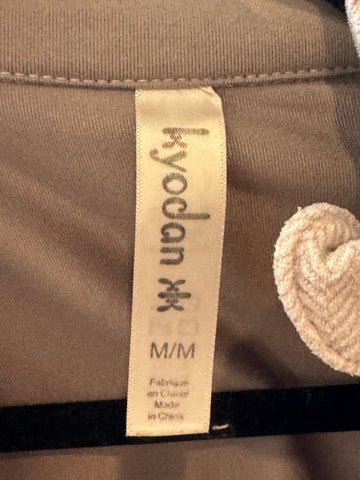 kyodan
M/M
Fabriqué
en Chine/
Made
in China